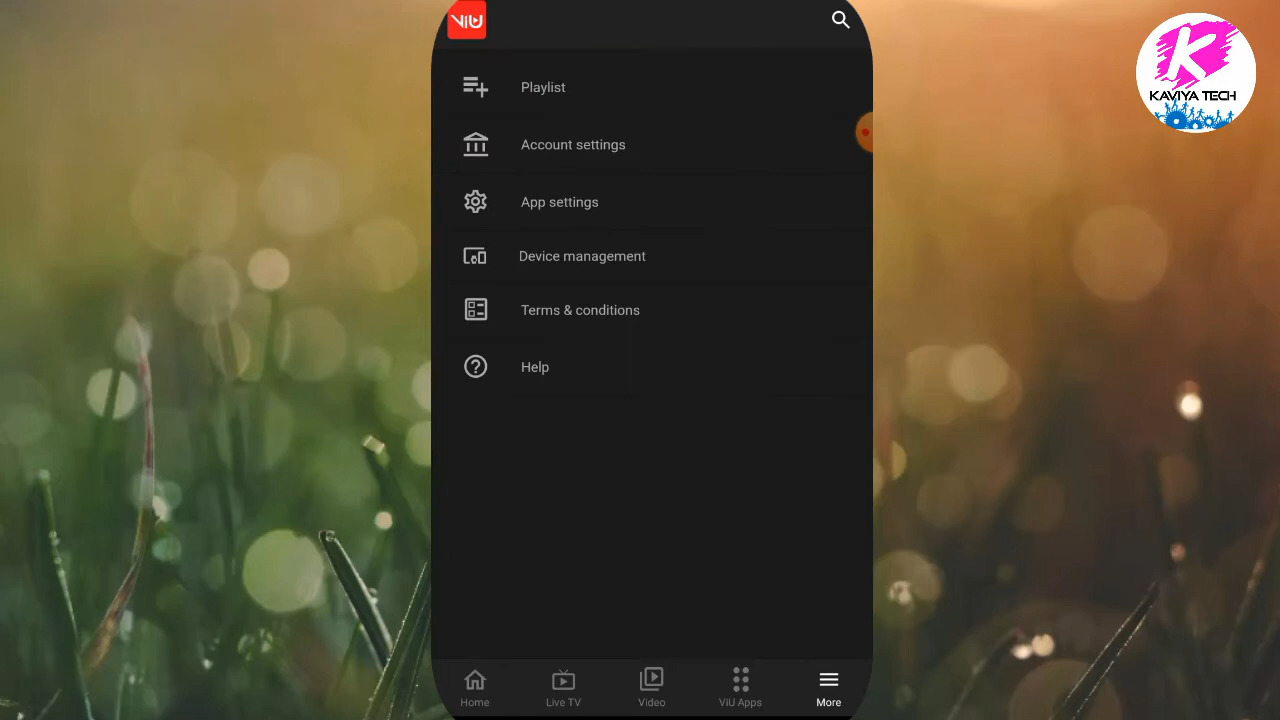 ViU
Playlist
Account settings
App settings
Device management
Terms & conditions
Help
Home
Live TV
Video
ViU Apps
More
K
KAVIYA TECH